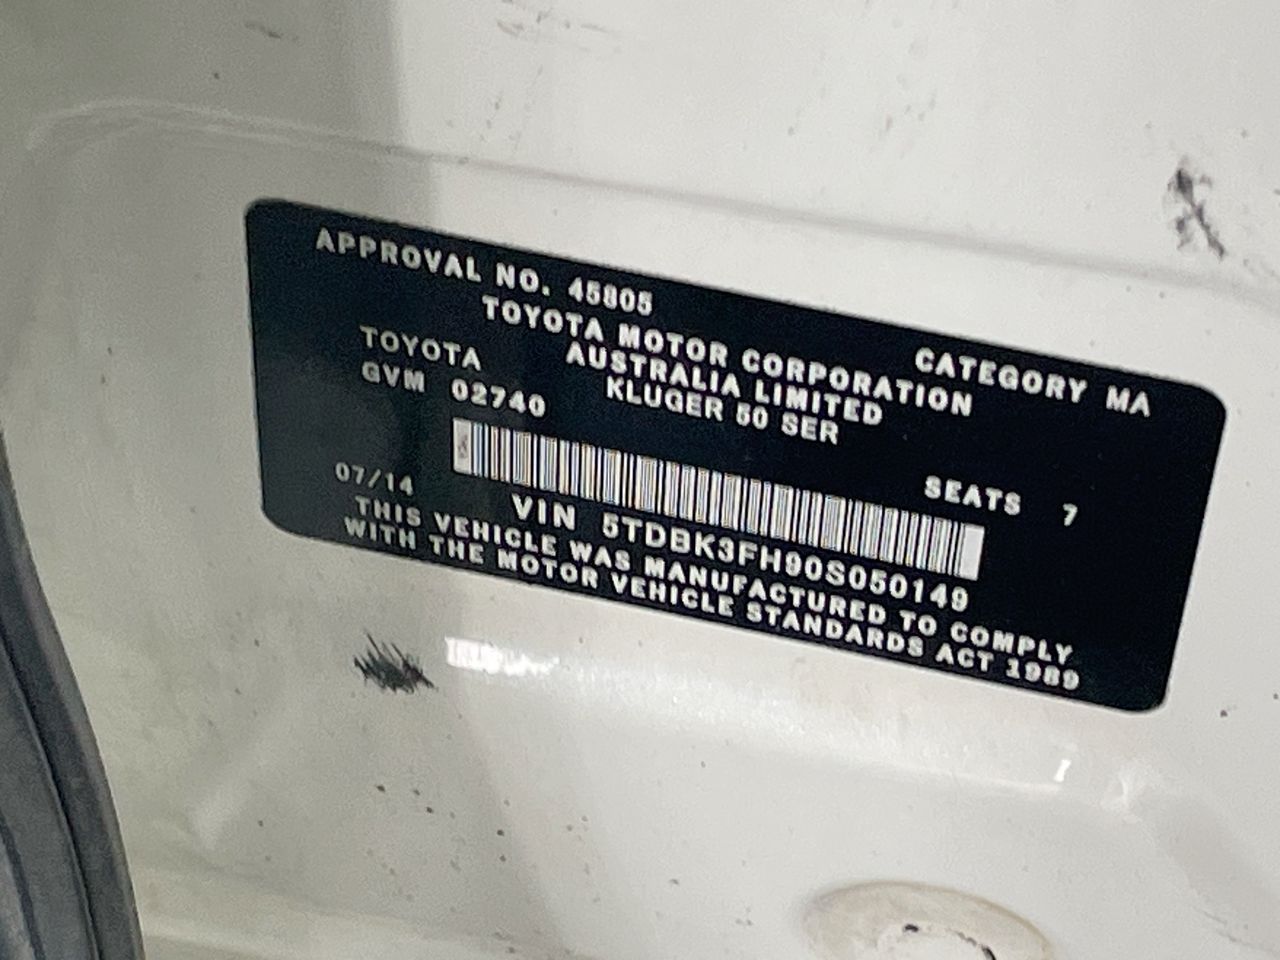 APPROVAL NO. 45805 CATEGORY MA
TOYOTA MOTOR CORPORATION
AUSTRALIA LIMITED
TOYOTA KLUGER 50 SER
GVM 02740
SEATS 7
07/14 VIN 5TDBK3FH90S050149
THIS VEHICLE WAS MANUFACTURED TO COMPLY
WITH THE MOTOR VEHICLE STANDARDS ACT 1989